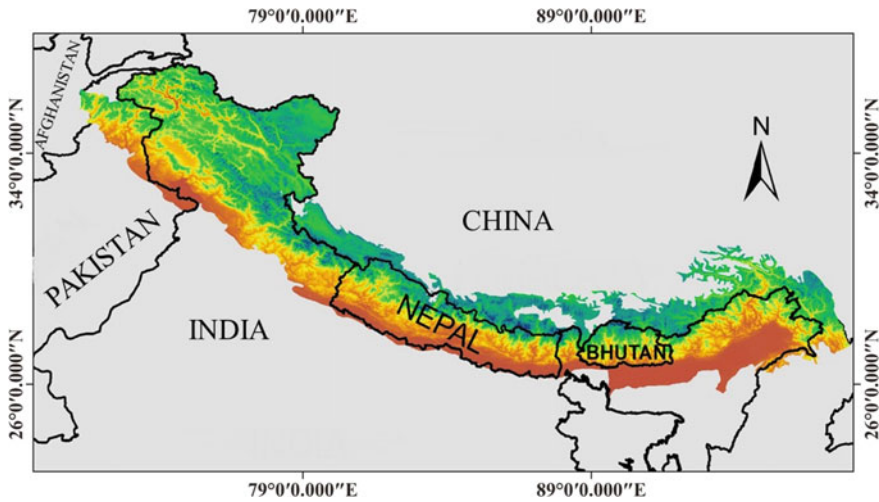 79°0'0.000"E
89°0'0.000"E
AFGHANISTAN
N
34°0'0.000"N
34°0'0.000"N
CHINA
PAKISTAN
INDIA
NEPAL
BHUTAN
26°0'0.000"N
26°0'0.000"N
79°0'0.000"E
89°0'0.000"E